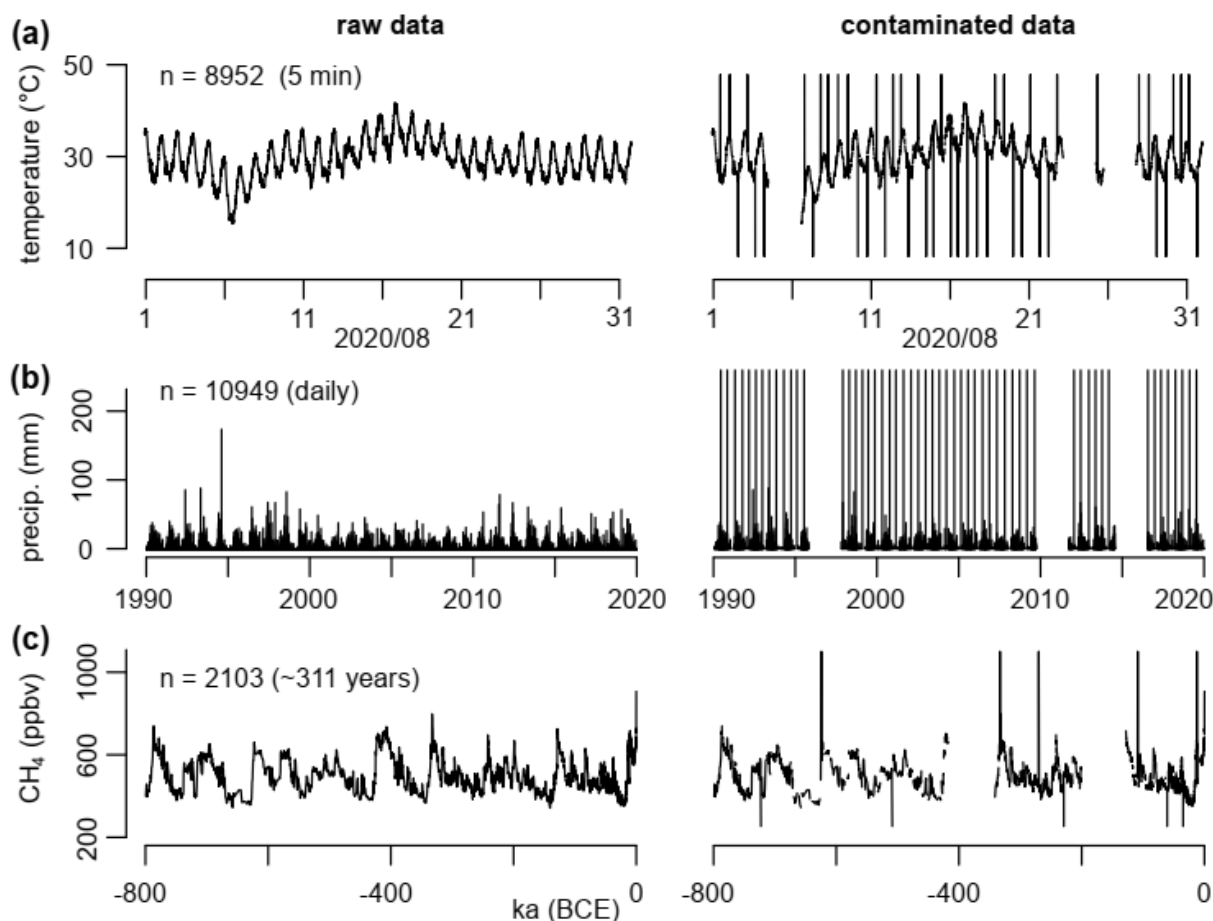 (a)
raw data
contaminated data
temperature (°C)
50
30
10
n = 8952 (5 min)
1
11
21
31
2020/08
1
11
21
31
2020/08
(b)
precip. (mm)
200
100
0
n = 10949 (daily)
1990
2000
2010
2020
1990
2000
2010
2020
(c)
CH₄ (ppbv)
1000
600
200
n = 2103 (~311 years)
-800
-400
0
ka (BCE)
-800
-400
0